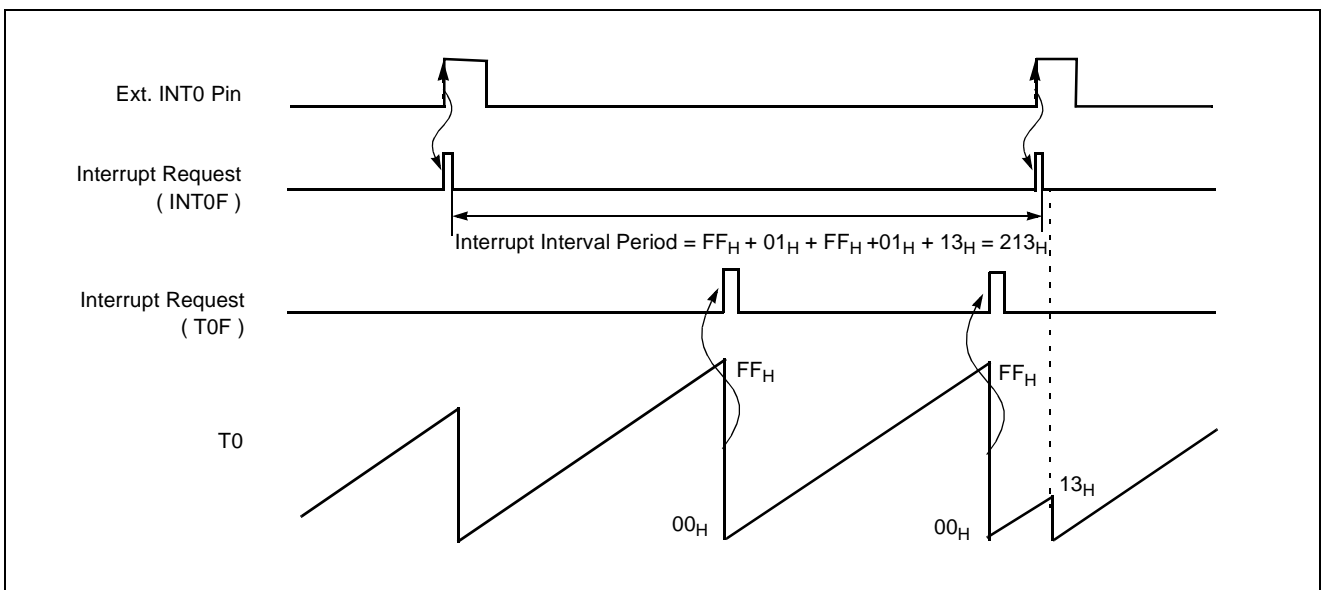 Ext. INT0 Pin
Interrupt Request
( INT0F )
Interrupt Interval Period = FFH + 01H + FFH +01H + 13H = 213H
Interrupt Request
( T0F )
FFH
FFH
T0
13H
00H
00H